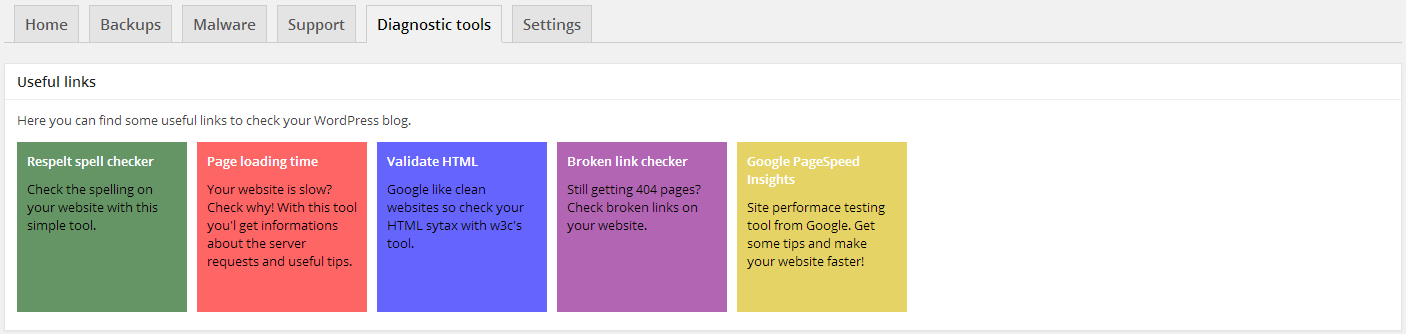 Home Backups Malware Support Diagnostic tools Settings
Useful links
Here you can find some useful links to check your WordPress blog.
Respelt spell checker
Check the spelling on
your website with this
simple tool.
Page loading time
Your website is slow?
Check why! With this tool
you'l get informations
about the server
requests and useful tips.
Validate HTML
Google like clean
websites so check your
HTML sytax with w3c's
tool.
Broken link checker
Still getting 404 pages?
Check broken links on
your website.
Google PageSpeed
Insights
Site performace testing
tool from Google. Get
some tips and make
your website faster!